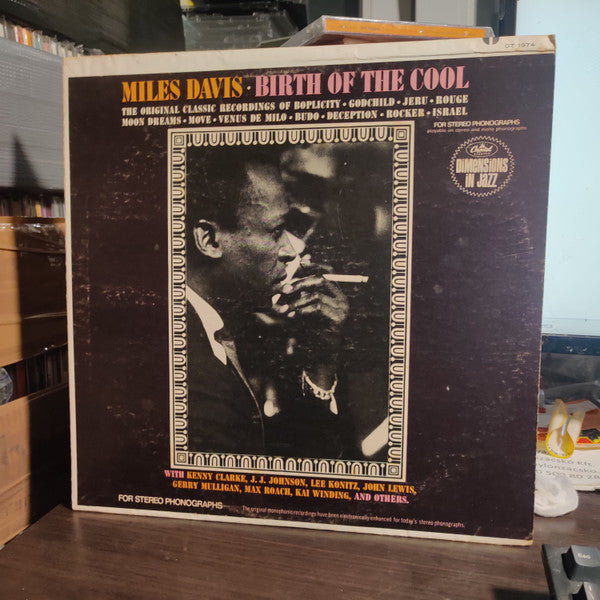 DT 1974
MILES DAVIS · BIRTH OF THE COOL
THE ORIGINAL CLASSIC RECORDINGS OF BOPLICITY · GODCHILD · JERU · ROUGE
MOON DREAMS · MOVE · VENUS DE MILO · BUDO · DECEPTION · ROCKER · ISRAEL
FOR STEREO PHONOGRAPHS
playable on stereo and mono phonographs
Capitol
DIMENSIONS
IN JAZZ
WITH KENNY CLARKE, J. J. JOHNSON, LEE KONITZ, JOHN LEWIS,
GERRY MULLIGAN, MAX ROACH, KAI WINDING, AND OTHERS.
FOR STEREO PHONOGRAPHS
The original monophonic recordings have been electronically enhanced for today's stereo phonographs.
Esc